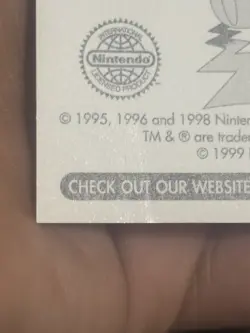 INTERNATIONAL
Nintendo
LICENSED PRODUCT
© 1995, 1996 and 1998 Ninten
TM & ® are trade
© 1999
CHECK OUT OUR WEBSITE